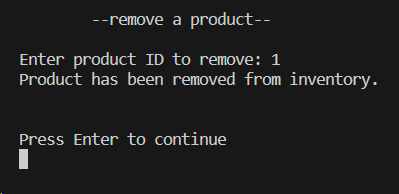 --remove a product--
Enter product ID to remove: 1
Product has been removed from inventory.
Press Enter to continue